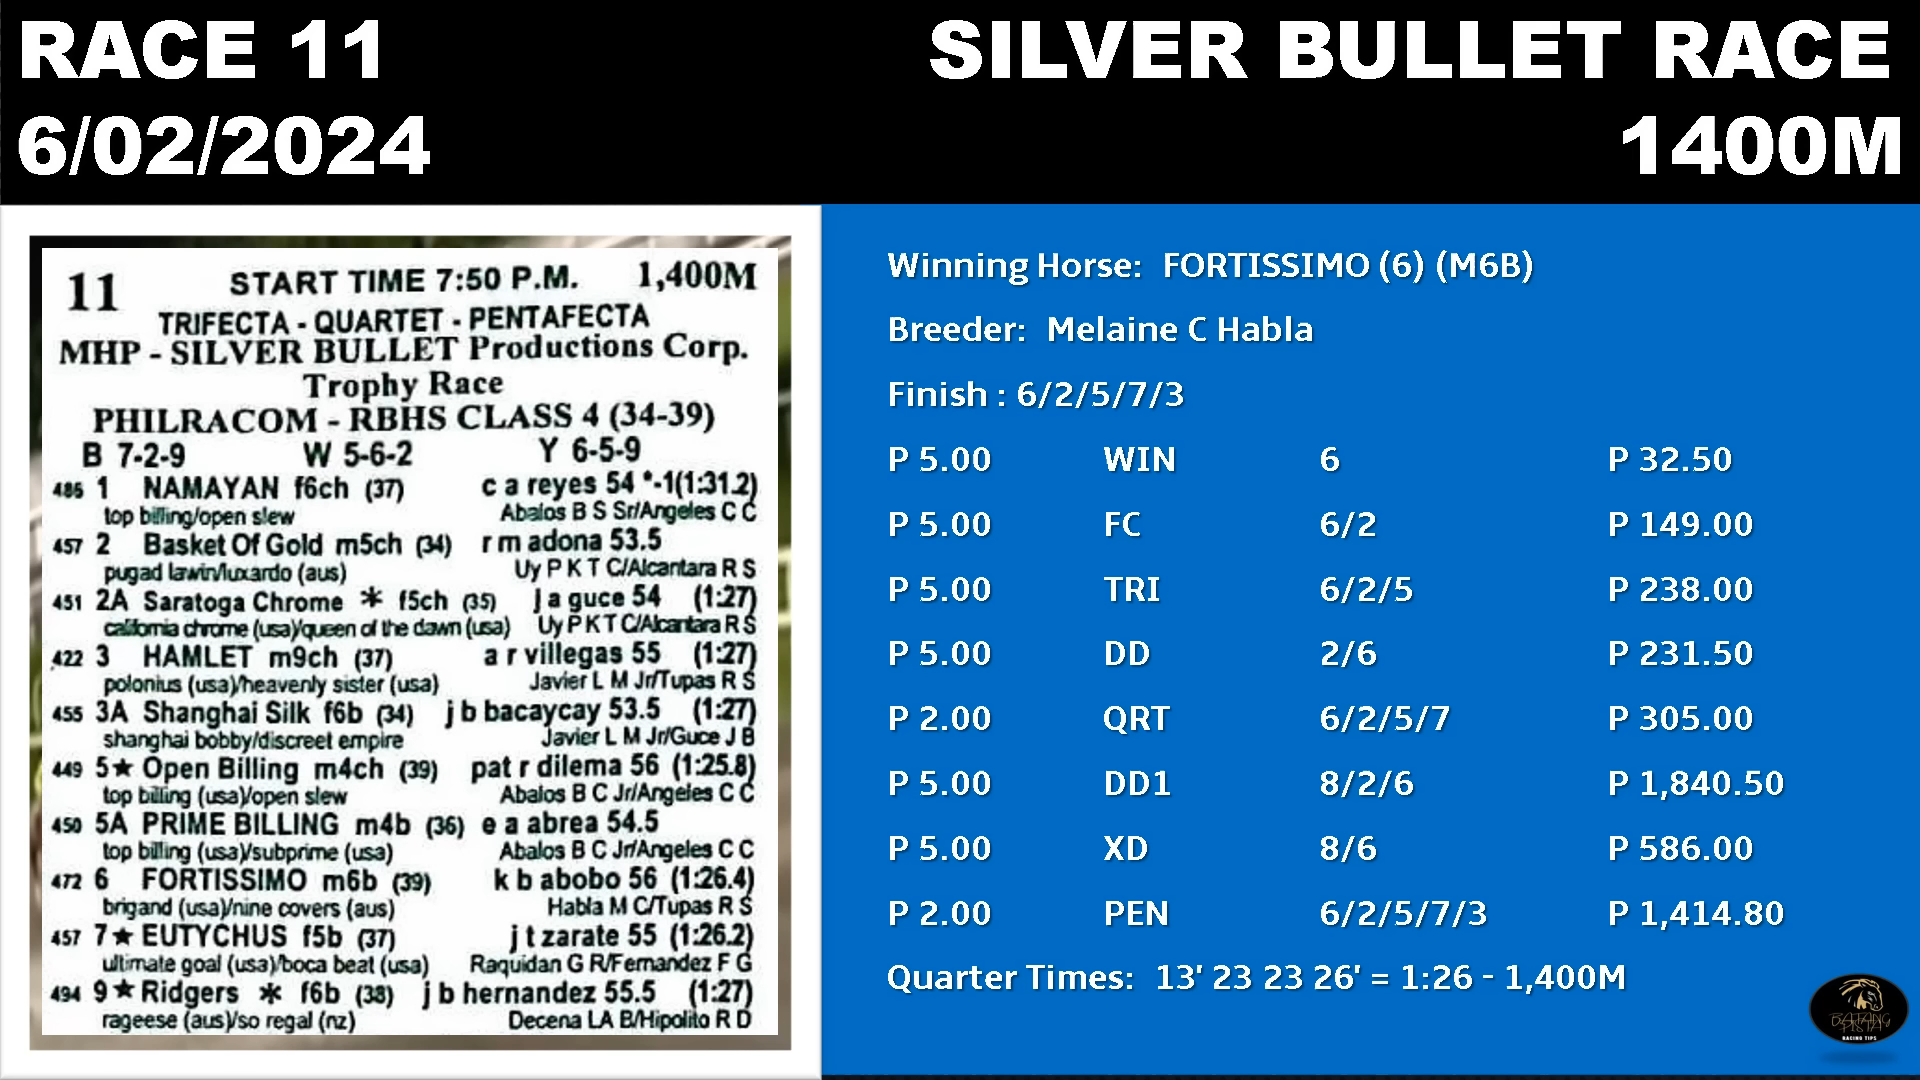 RACE 11
6/02/2024
SILVER BULLET RACE
1400M
11 START TIME 7:50 P.M. 1,400M
TRIFECTA - QUARTET - PENTAFECTA
MHP - SILVER BULLET Productions Corp.
Trophy Race
PHILRACOM - RBHS CLASS 4 (34-39)
B 7-2-9 W 5-6-2 Y 6-5-9
486 1 NAMAYAN f6ch (37) c a reyes 54 *-1(1:31.2)
top billing/open slew Abalos B S Sr/Angeles C C
457 2 Basket Of Gold m5ch (34) r m adona 53.5
pugad lawin/luxardo (aus) Uy P K T C/Alcantara R S
451 2A Saratoga Chrome * f5ch (35) j a guce 54 (1:27)
california chrome (usa)/queen of the dawn (usa) Uy P K T C/Alcantara R S
422 3 HAMLET m9ch (37) a r villegas 55 (1:27)
polonius (usa)/heavenly sister (usa) Javier L M Jr/Tupas R S
455 3A Shanghai Silk f6b (34) j b bacaycay 53.5 (1:27)
shanghai bobby/discreet empire Javier L M Jr/Guce J B
449 5★ Open Billing m4ch (39) pat r dilema 56 (1:25.8)
top billing (usa)/open slew Abalos B C Jr/Angeles C C
450 5A PRIME BILLING m4b (36) e a abrea 54.5
top billing (usa)/subprime (usa) Abalos B C Jr/Angeles C C
472 6 FORTISSIMO m6b (39) k b abobo 56 (1:26.4)
brigand (usa)/nine covers (aus) Habla M C/Tupas R S
457 7★ EUTYCHUS f5b (37) j t zarate 55 (1:26.2)
ultimate goal (usa)/boca beat (usa) Raquidan G R/Fernandez F G
494 9★ Ridgers * f6b (38) j b hernandez 55.5 (1:27)
rageese (aus)/so regal (nz) Decena LA B/Hipolito R D
Winning Horse: FORTISSIMO (6) (M6B)
Breeder: Melaine C Habla
Finish : 6/2/5/7/3
P 5.00 WIN 6 P 32.50
P 5.00 FC 6/2 P 149.00
P 5.00 TRI 6/2/5 P 238.00
P 5.00 DD 2/6 P 231.50
P 2.00 QRT 6/2/5/7 P 305.00
P 5.00 DD1 8/2/6 P 1,840.50
P 5.00 XD 8/6 P 586.00
P 2.00 PEN 6/2/5/7/3 P 1,414.80
Quarter Times: 13' 23 23 26' = 1:26 - 1,400M
BATANG
PISTA
RACING TIPS